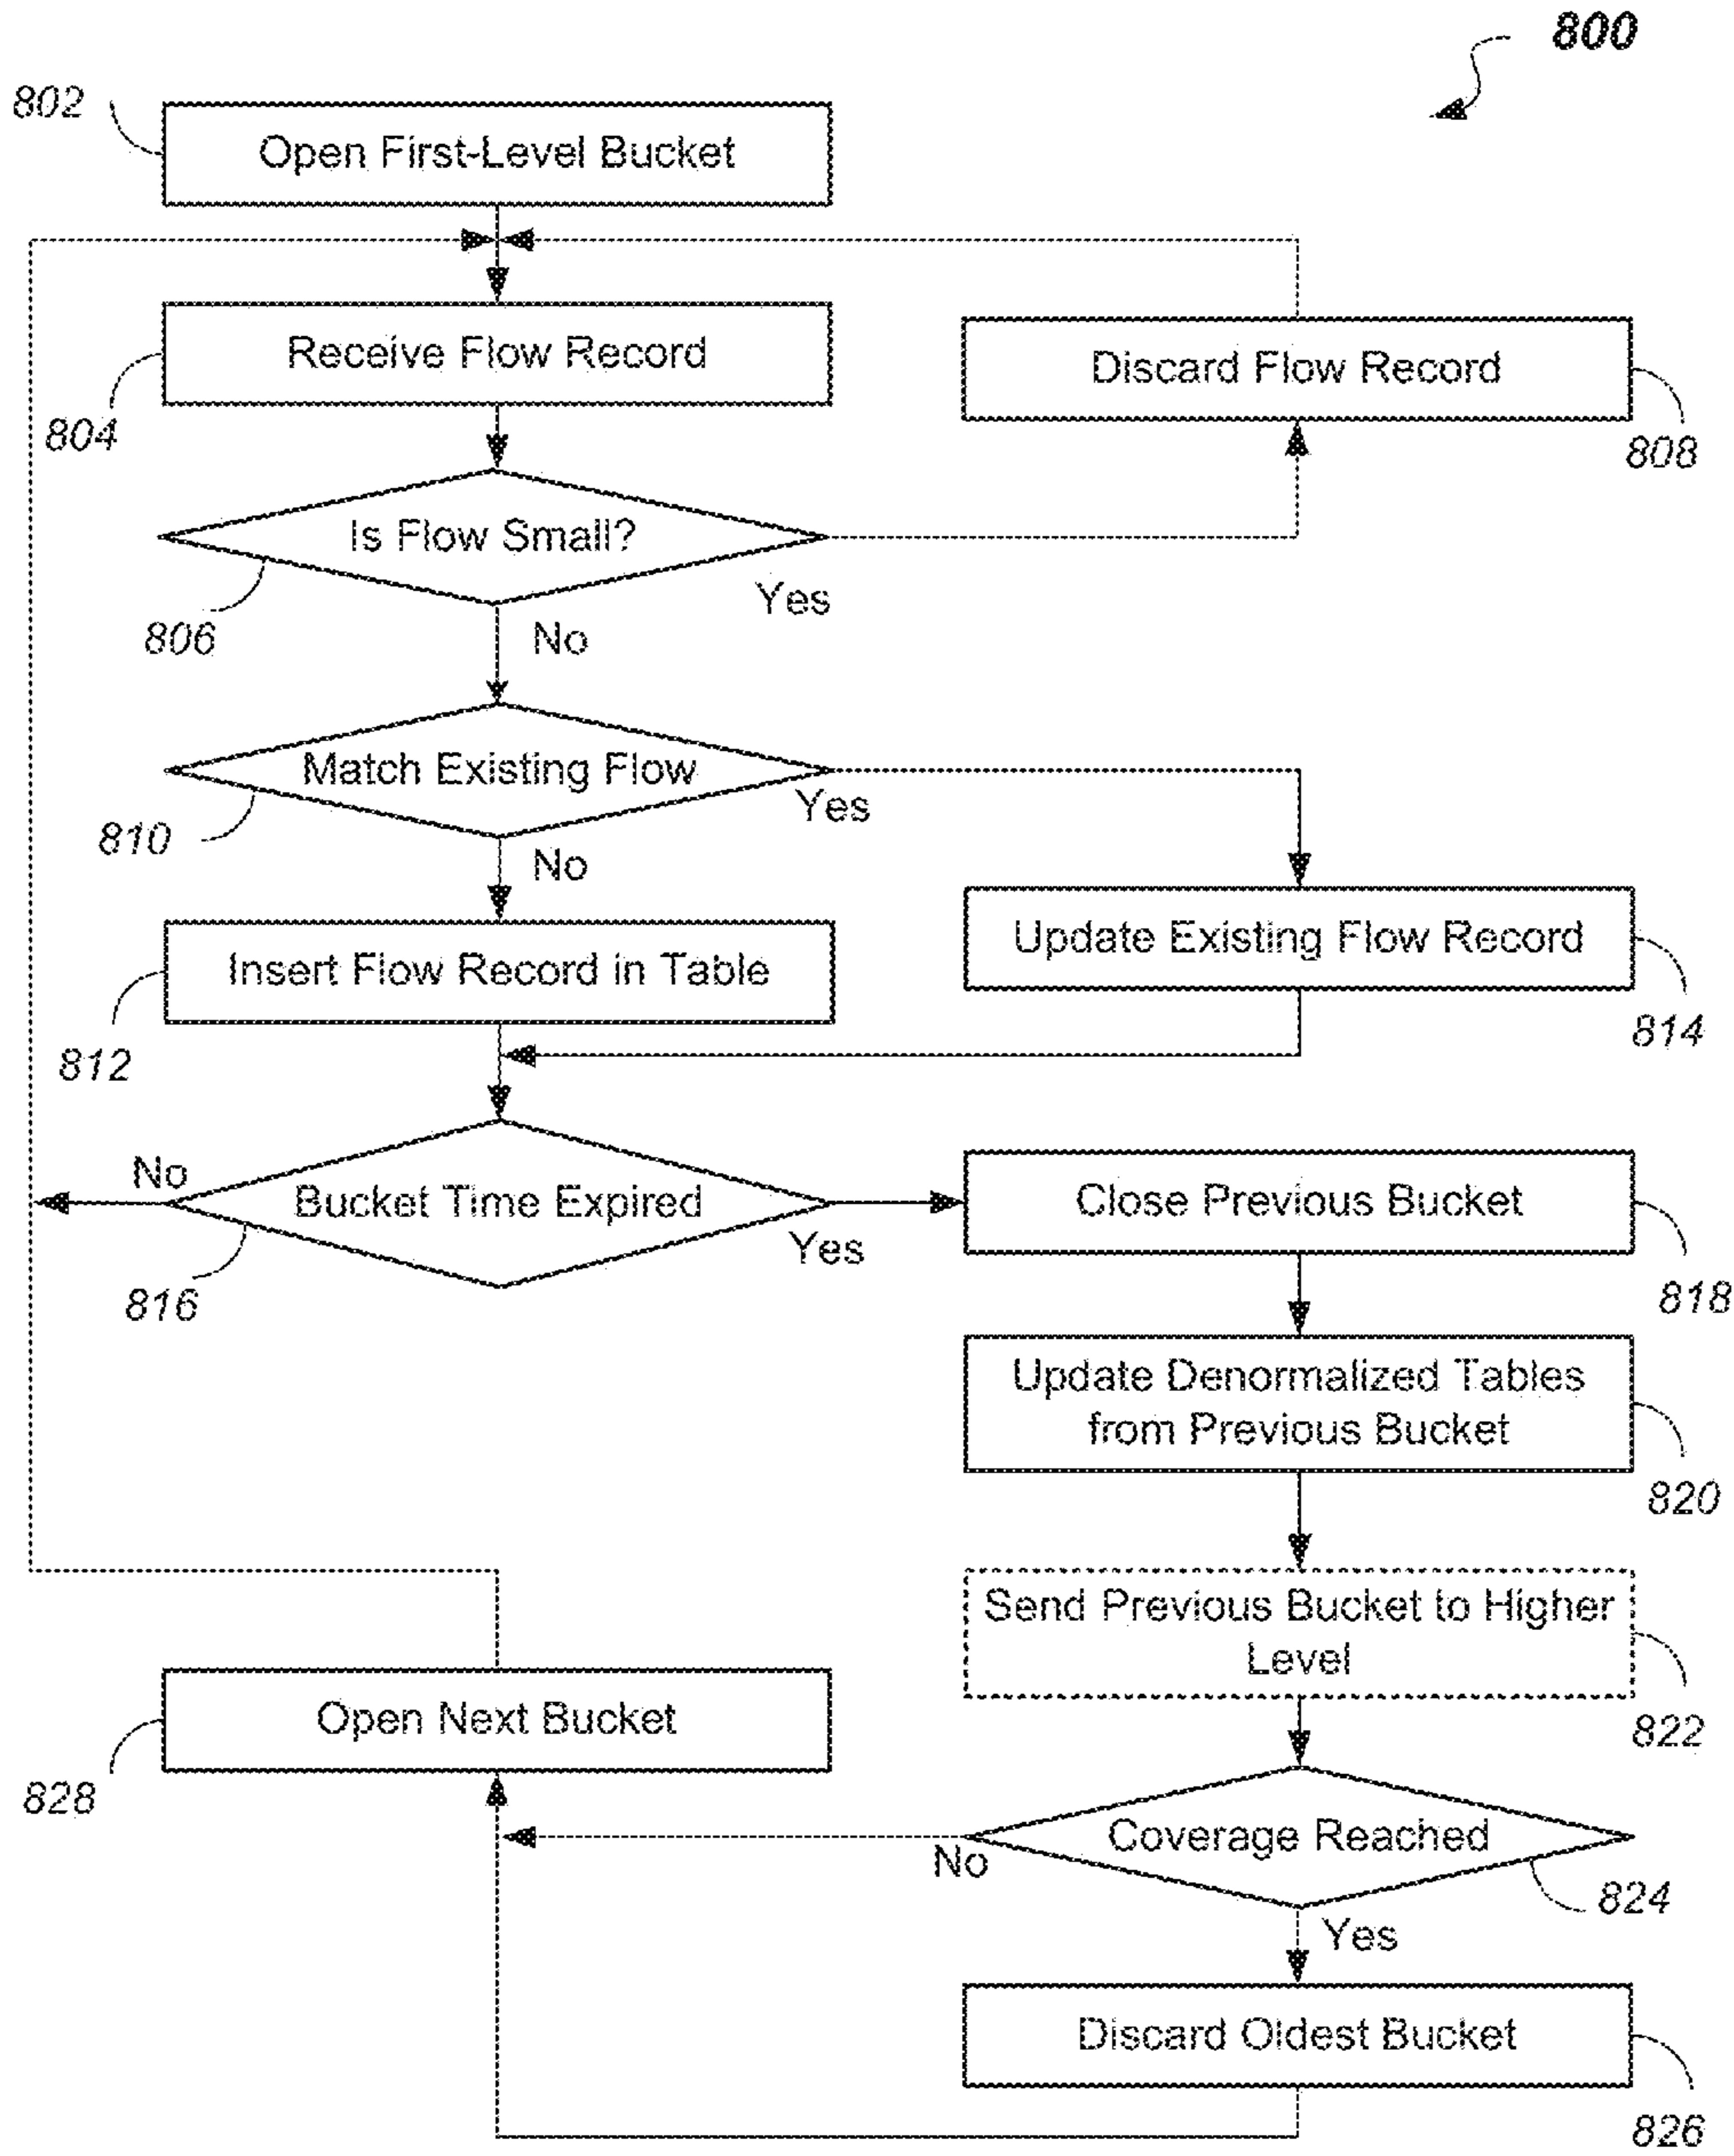 800
802
Open First-Level Bucket
Receive Flow Record
804
Discard Flow Record
808
Is Flow Small?
Yes
806
No
Match Existing Flow
Yes
810
No
Insert Flow Record in Table
812
Update Existing Flow Record
814
No
Bucket Time Expired
Yes
816
Close Previous Bucket
818
Update Denormalized Tables
from Previous Bucket
820
Send Previous Bucket to Higher
Level
822
Open Next Bucket
828
Coverage Reached
No
824
Yes
Discard Oldest Bucket
826